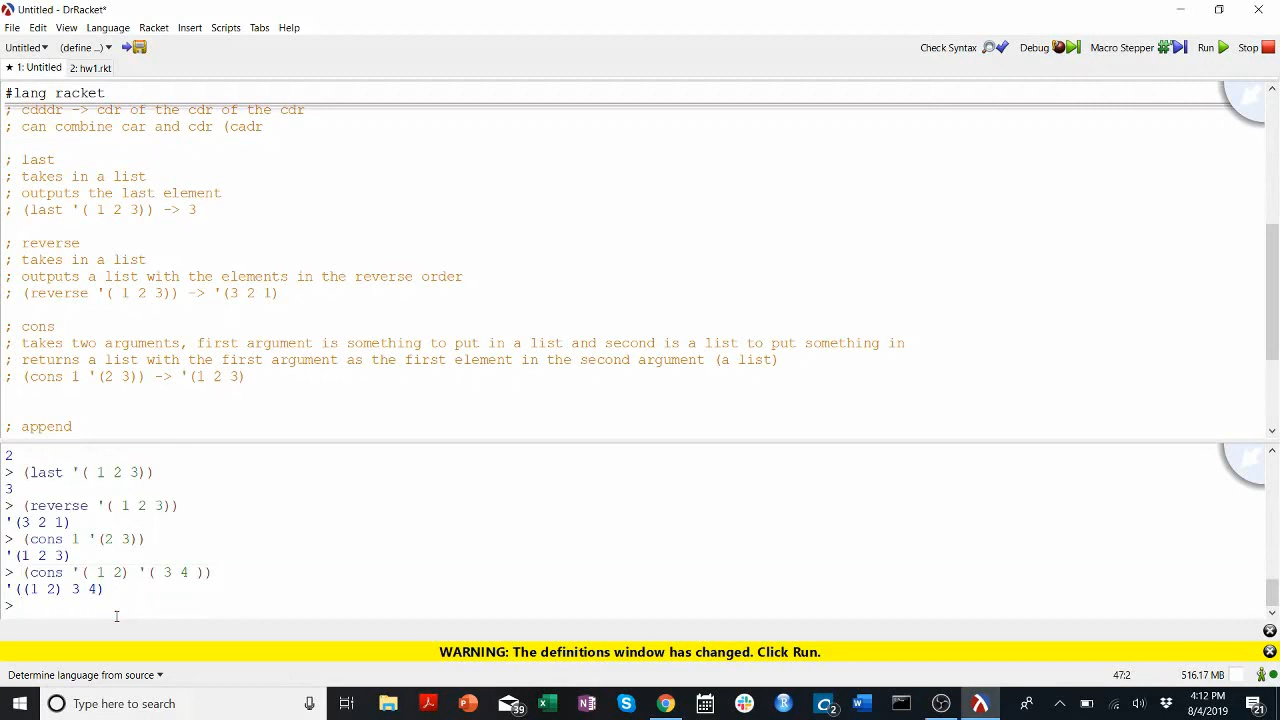 Untitled - DrRacket*
File Edit View Language Racket Insert Scripts Tabs Help
Untitled▾ (define ...)▾ Check Syntax Debug Macro Stepper Run Stop
★ 1: Untitled 2: hw1.rkt
#lang racket
; cdddr -> cdr of the cdr of the cdr
; can combine car and cdr (cadr
; last
; takes in a list
; outputs the last element
; (last '( 1 2 3)) -> 3
; reverse
; takes in a list
; outputs a list with the elements in the reverse order
; (reverse '( 1 2 3)) -> '(3 2 1)
; cons
; takes two arguments, first argument is something to put in a list and second is a list to put something in
; returns a list with the first argument as the first element in the second argument (a list)
; (cons 1 '(2 3)) -> '(1 2 3)
; append
2
> (last '( 1 2 3))
3
> (reverse '( 1 2 3))
'(3 2 1)
> (cons 1 '(2 3))
'(1 2 3)
> (cons '( 1 2) '( 3 4 ))
'((1 2) 3 4)
>
WARNING: The definitions window has changed. Click Run.
Determine language from source▾ 47:2 516.17 MB
Type here to search 39 2 4:12 PM
8/4/2019 21